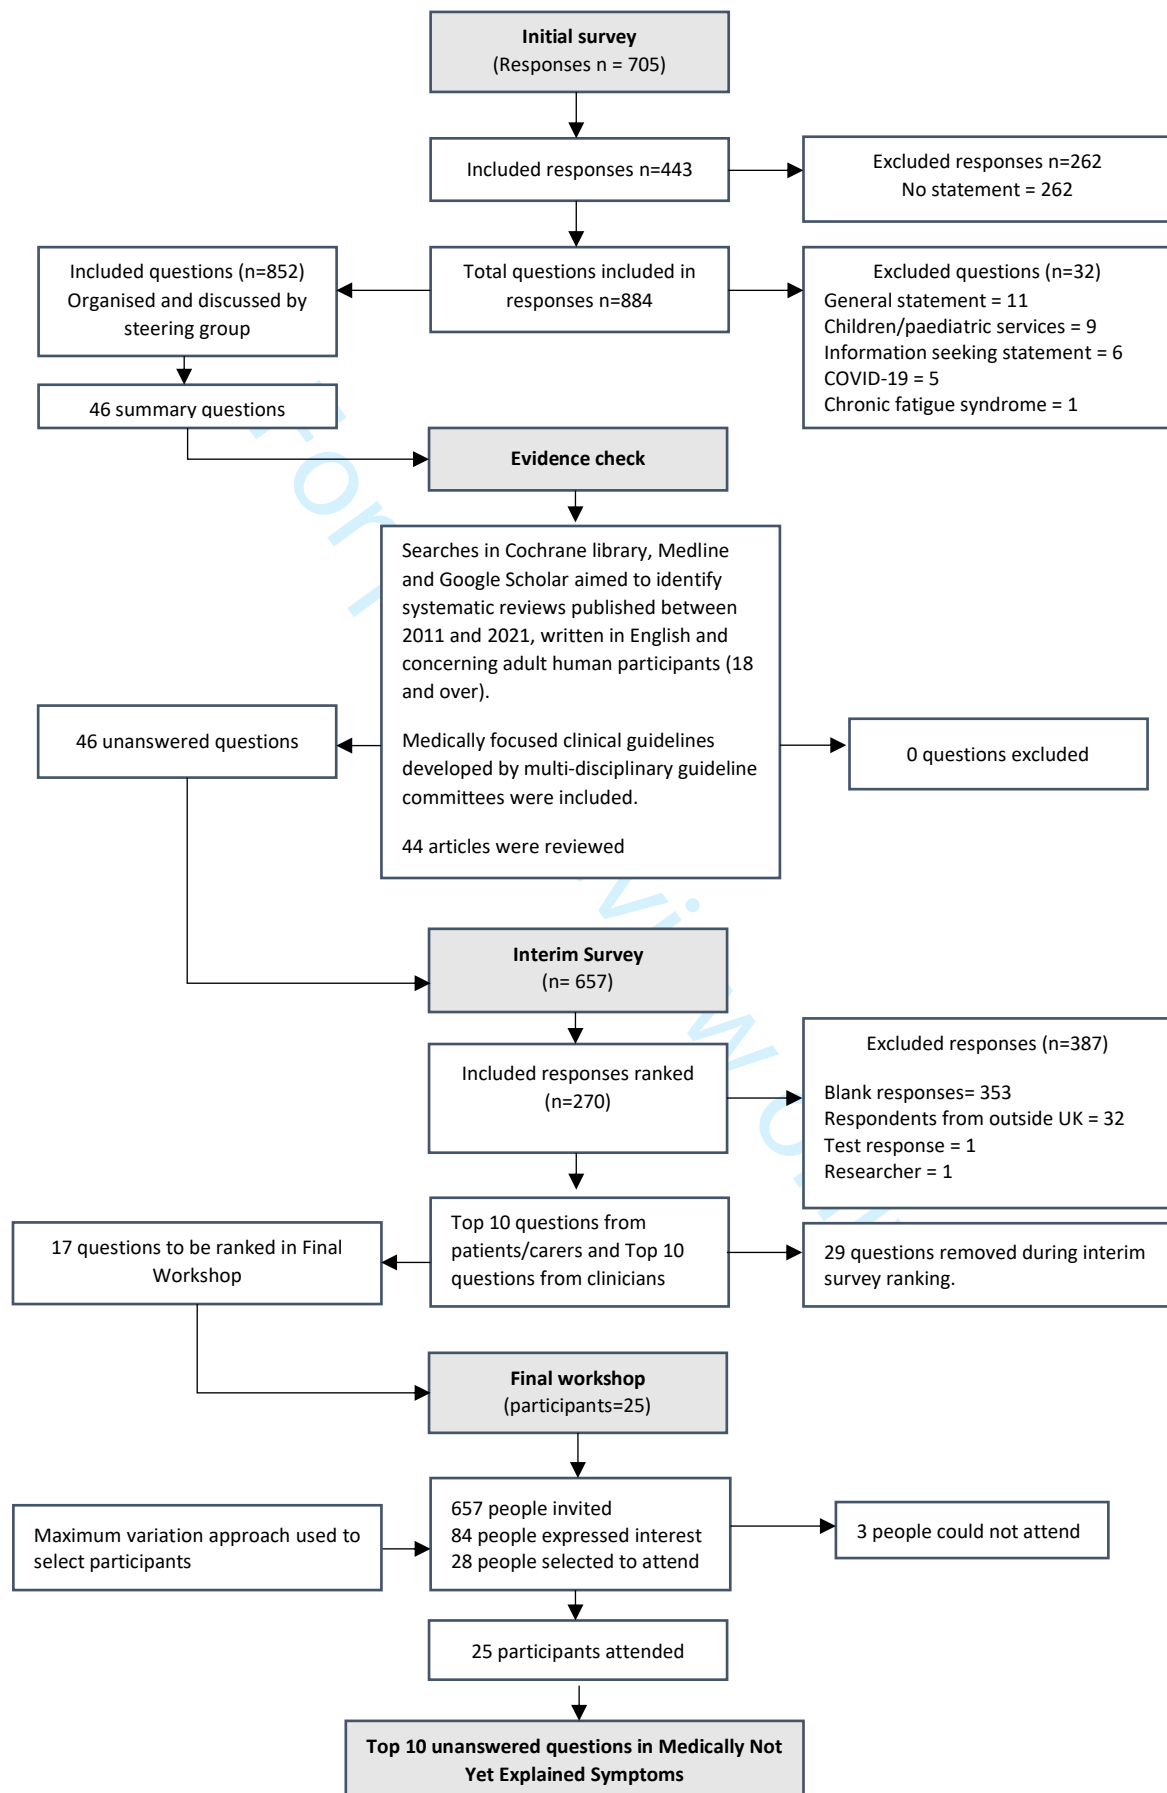 Initial survey
(Responses n = 705)
Included responses n=443
Excluded responses n=262
No statement = 262
Included questions (n=852)
Organised and discussed by
steering group
Total questions included in
responses n=884
Excluded questions (n=32)
General statement = 11
Children/paediatric services = 9
Information seeking statement = 6
COVID-19 = 5
Chronic fatigue syndrome = 1
46 summary questions
Evidence check
Searches in Cochrane library, Medline
and Google Scholar aimed to identify
systematic reviews published between
2011 and 2021, written in English and
concerning adult human participants (18
and over).
Medically focused clinical guidelines
developed by multi-disciplinary guideline
committees were included.
44 articles were reviewed
46 unanswered questions
0 questions excluded
Interim Survey
(n= 657)
Included responses ranked
(n=270)
Excluded responses (n=387)
Blank responses= 353
Respondents from outside UK = 32
Test response = 1
Researcher = 1
17 questions to be ranked in Final
Workshop
Top 10 questions from
patients/carers and Top 10
questions from clinicians
29 questions removed during interim
survey ranking.
Final workshop
(participants=25)
Maximum variation approach used to
select participants
657 people invited
84 people expressed interest
28 people selected to attend
3 people could not attend
25 participants attended
Top 10 unanswered questions in Medically Not
Yet Explained Symptoms